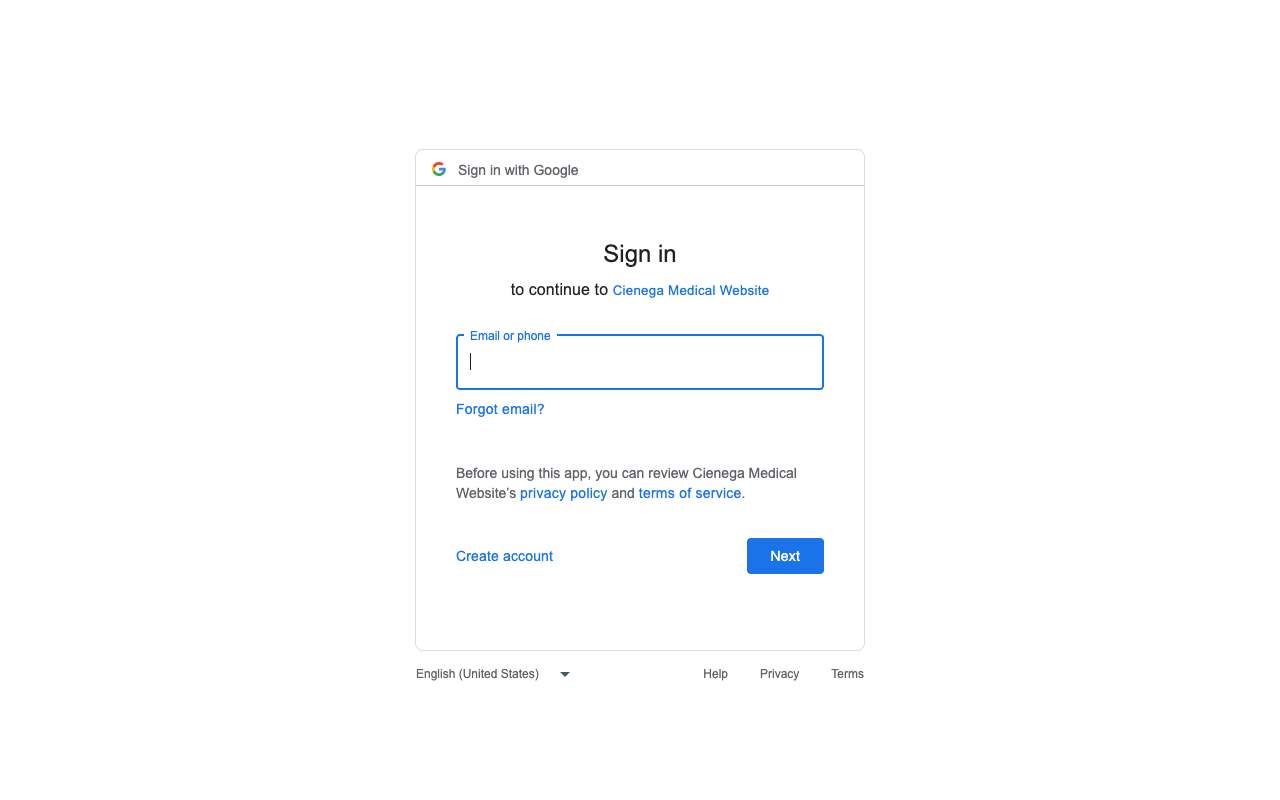 Sign in with Google
Sign in
to continue to Cienega Medical Website
Email or phone
Forgot email?
Before using this app, you can review Cienega Medical
Website's privacy policy and terms of service.
Create account
Next
English (United States)
Help
Privacy
Terms